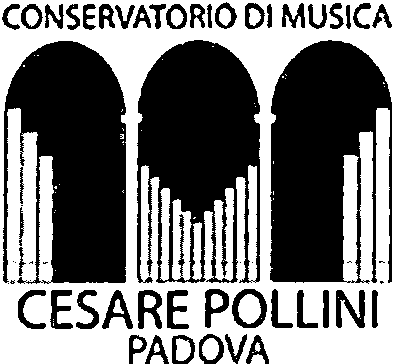 CONSERVATORIO DI MUSICA
CESARE POLLINI
PADOVA